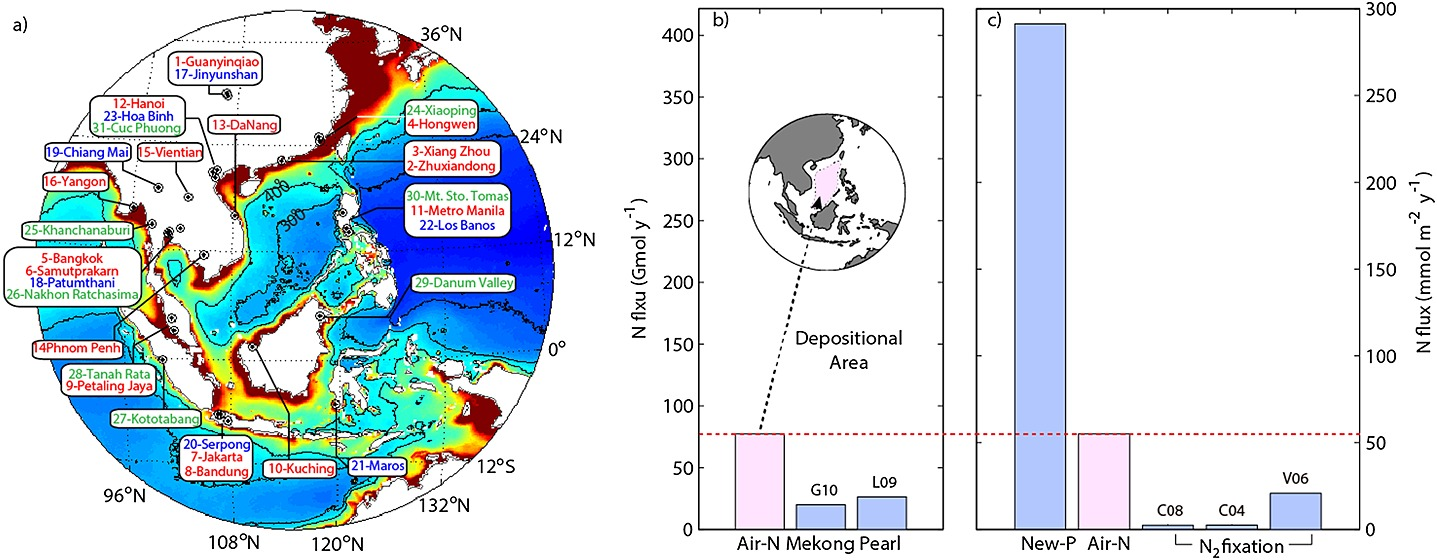 a)
36°N
1-Guanyinqiao
17-Jinyunshan
12-Hanoi
23-Hoa Binh
31-Cuc Phuong
13-DaNang
24-Xiaoping
4-Hongwen
24°N
19-Chiang Mai
15-Vientian
3-Xiang Zhou
2-Zhuxiandong
16-Yangon
400
300
30-Mt. Sto. Tomas
11-Metro Manila
22-Los Banos
25-Khanchanaburi
12°N
5-Bangkok
6-Samutprakarn
18-Patumthani
26-Nakhon Ratchasima
29-Danum Valley
14Phnom Penh
0°
28-Tanah Rata
9-Petaling Jaya
27-Kototabang
20-Serpong
7-Jakarta
8-Bandung
10-Kuching
21-Maros
12°S
96°N
132°N
108°N
120°N
b)
N flxu (Gmol y⁻¹)
400
350
300
250
200
150
100
50
0
Depositional
Area
G10
L09
Air-N Mekong Pearl
c)
300
250
200
150
100
50
0
N flux (mmol m⁻² y⁻¹)
C08
C04
V06
New-P
Air-N
N₂fixation